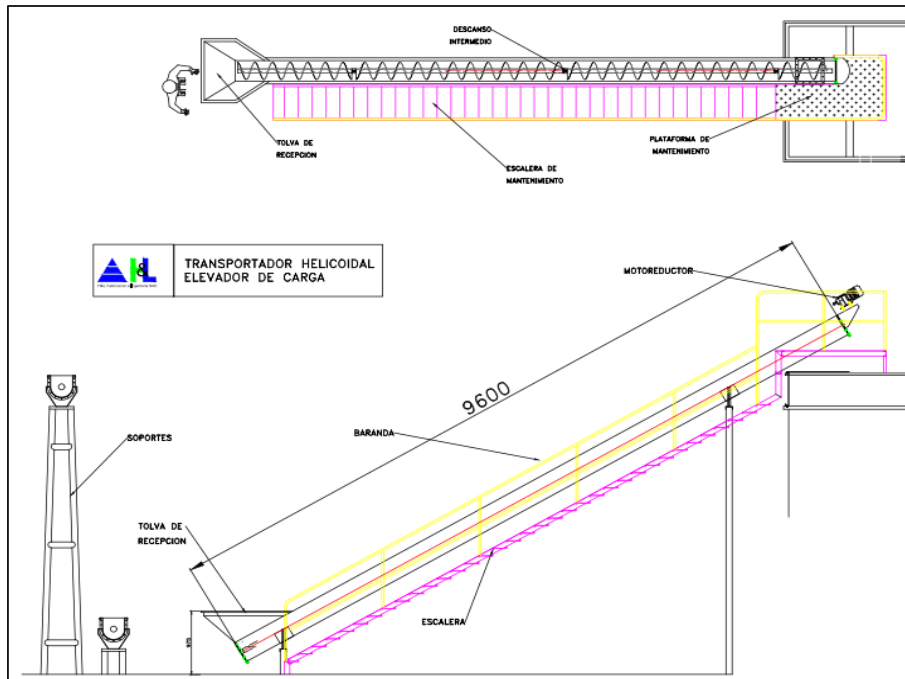 DESCANSO
INTERMEDIO
TOLVA DE
RECEPCION
ESCALERA DE
MANTENIMIENTO
PLATAFORMA DE
MANTENIMIENTO
H&L
TRANSPORTADOR HELICOIDAL
ELEVADOR DE CARGA
MOTOREDUCTOR
9600
BARANDA
SOPORTES
TOLVA DE
RECEPCION
ESCALERA